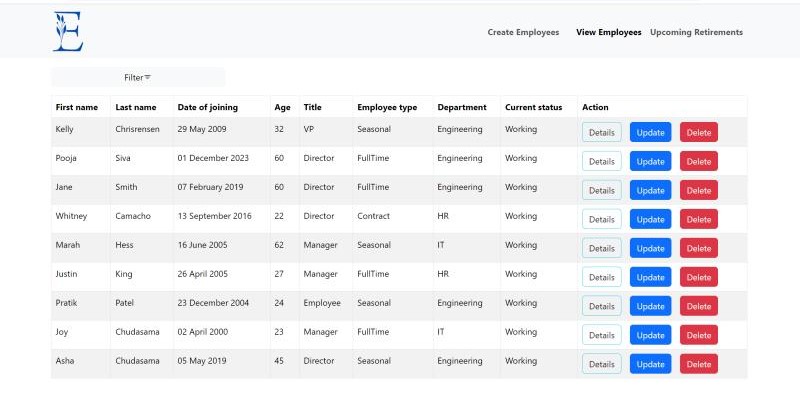 E
Create Employees View Employees Upcoming Retirements
Filter
First name Last name Date of joining Age Title Employee type Department Current status Action
Kelly Chrisrensen 29 May 2009 32 VP Seasonal Engineering Working Details Update Delete
Pooja Siva 01 December 2023 60 Director FullTime Engineering Working Details Update Delete
Jane Smith 07 February 2019 60 Director FullTime Engineering Working Details Update Delete
Whitney Camacho 13 September 2016 22 Director Contract HR Working Details Update Delete
Marah Hess 16 June 2005 62 Manager Seasonal IT Working Details Update Delete
Justin King 26 April 2005 27 Manager FullTime HR Working Details Update Delete
Pratik Patel 23 December 2004 24 Employee Seasonal Engineering Working Details Update Delete
Joy Chudasama 02 April 2000 23 Manager FullTime IT Working Details Update Delete
Asha Chudasama 05 May 2019 45 Director Seasonal Engineering Working Details Update Delete